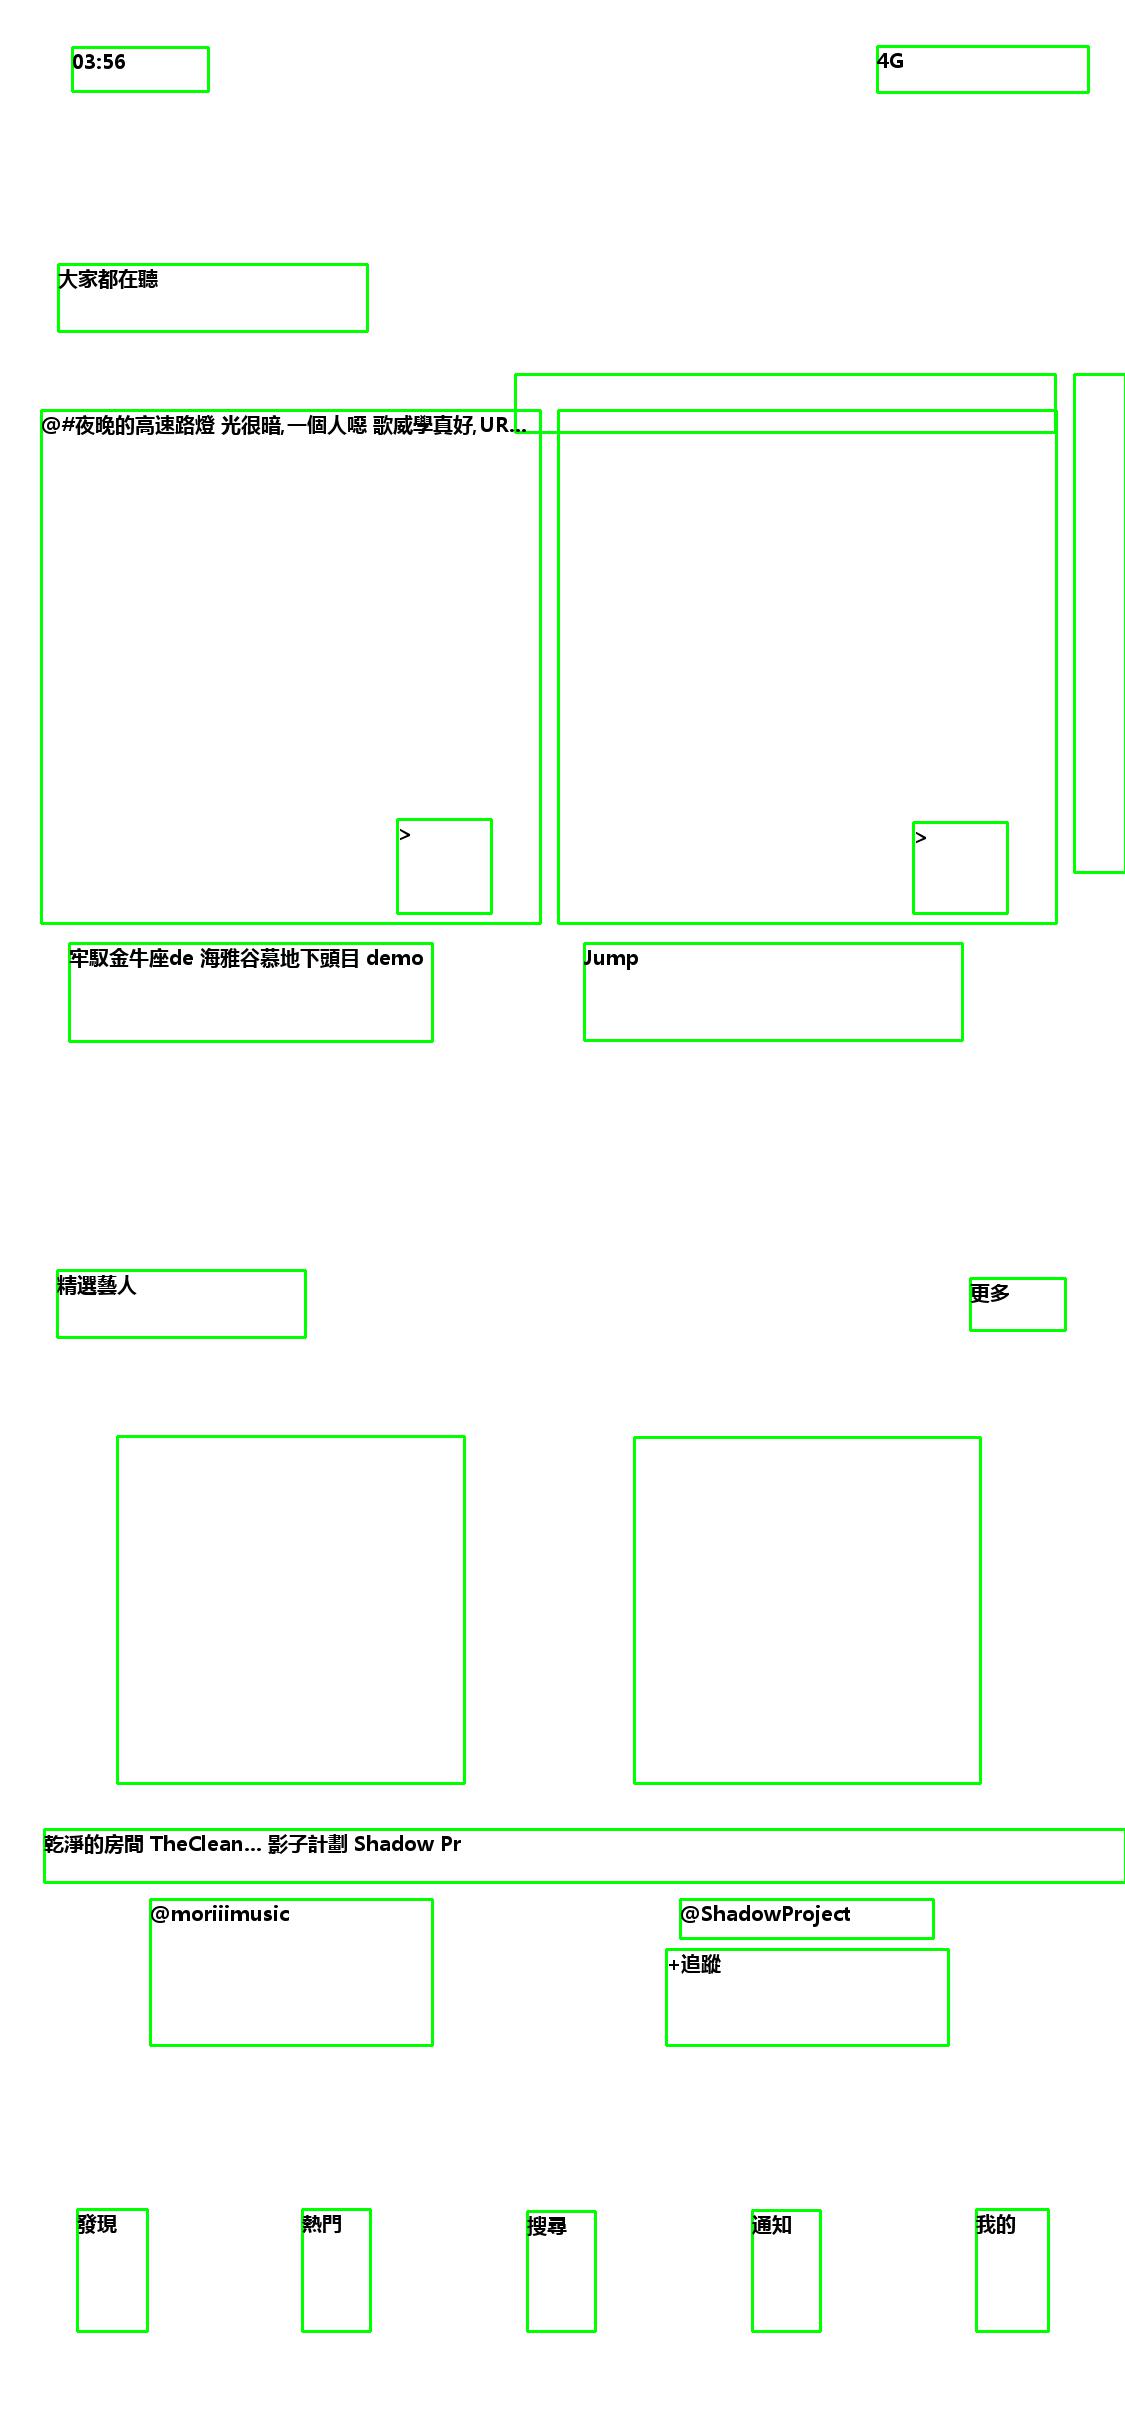 03:56
4G
大家都在聽
@#夜晚的高速路燈 光很暗,一個人噁 歌威學真好,UR...
>
>
牢馭金牛座de 海雅谷慕地下頭目 demo
Jump
精選藝人
更多
乾淨的房間 TheClean... 影子計劃 Shadow Pr
@moriiimusic
@ShadowProject
+追蹤
發現
熱門
搜尋
通知
我的